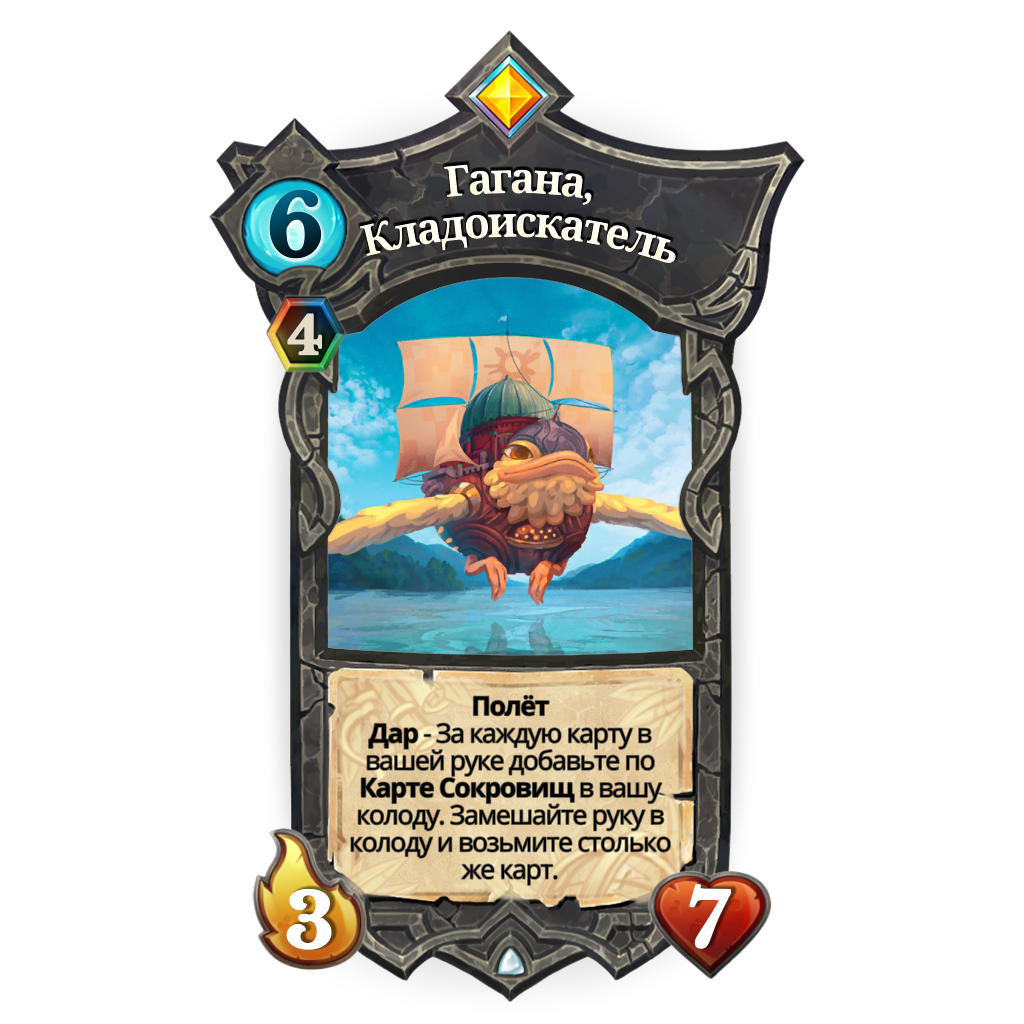 Гагана,
6
Кладоискатель
4
Полёт
Дар - За каждую карту в
вашей руке добавьте по
Карте Сокровищ в вашу
колоду. Замешайте руку в
колоду и возьмите столько
же карт.
3
7